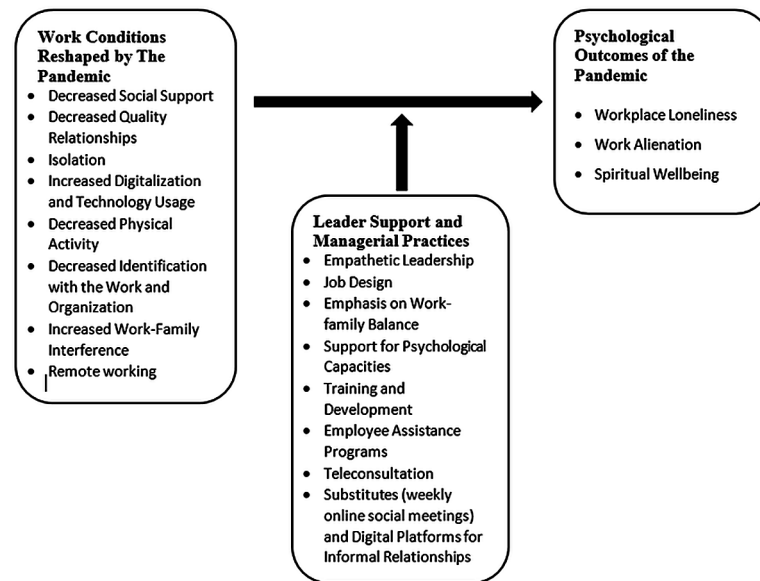 Work Conditions
Reshaped by The
Pandemic
• Decreased Social Support
• Decreased Quality
Relationships
• Isolation
• Increased Digitalization
and Technology Usage
• Decreased Physical
Activity
• Decreased Identification
with the Work and
Organization
• Increased Work-Family
Interference
• Remote working
Leader Support and
Managerial Practices
• Empathetic Leadership
• Job Design
• Emphasis on Work-
family Balance
• Support for Psychological
Capacities
• Training and
Development
• Employee Assistance
Programs
• Teleconsultation
• Substitutes (weekly
online social meetings)
and Digital Platforms for
Informal Relationships
Psychological
Outcomes of the
Pandemic
• Workplace Loneliness
• Work Alienation
• Spiritual Wellbeing